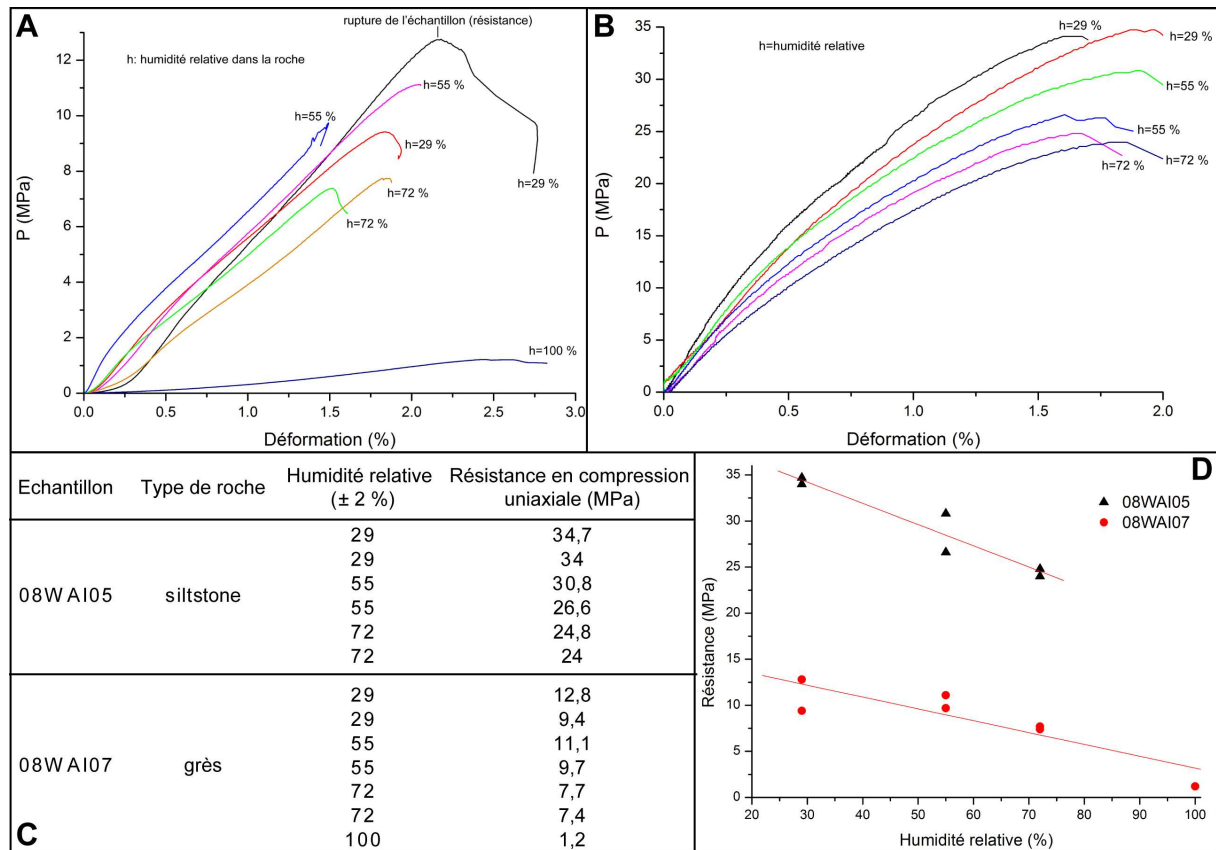 A
rupture de l'échantillon (résistance)
h: humidité relative dans la roche
h=55 %
h=55 %
h=29 %
h=72 %
h=72 %
h=29 %
h=100 %
P (MPa)
12
10
8
6
4
2
0
0.0 0.5 1.0 1.5 2.0 2.5 3.0
Déformation (%)
B
h=humidité relative
h=29 %
h=29 %
h=55 %
h=55 %
h=72 %
h=72 %
P (MPa)
35
30
25
20
15
10
5
0
0.0 0.5 1.0 1.5 2.0
Déformation (%)
Echantillon Type de roche Humidité relative (± 2 %) Résistance en compression uniaxiale (MPa)
29 34,7
29 34
55 30,8
08WAI05 siltstone 55 26,6
72 24,8
72 24
29 12,8
29 9,4
55 11,1
08WAI07 grès 55 9,7
72 7,7
72 7,4
100 1,2
C
D
08WAI05
08WAI07
Résistance (MPa)
35
30
25
20
15
10
5
0
20 30 40 50 60 70 80 90 100
Humidité relative (%)